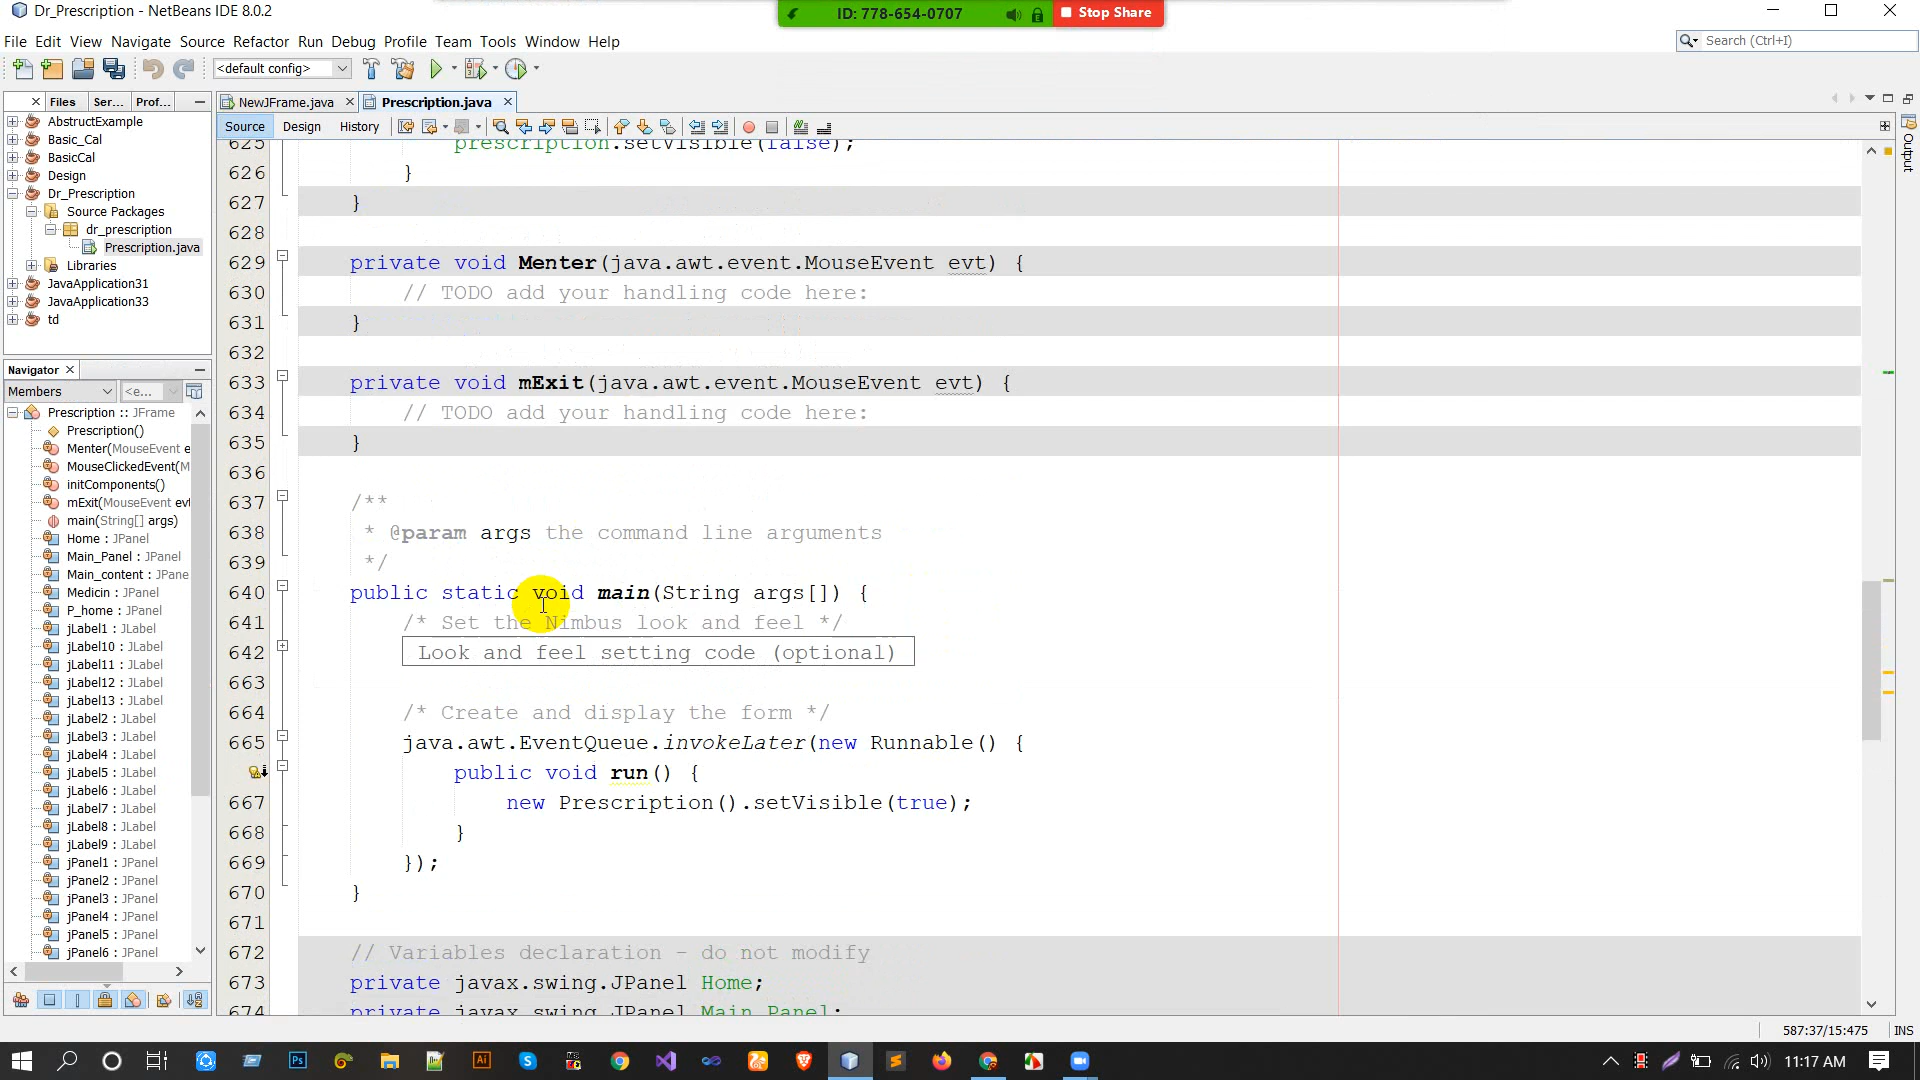 Dr_Prescription - NetBeans IDE 8.0.2
ID: 778-654-0707
Stop Share
File Edit View Navigate Source Refactor Run Debug Profile Team Tools Window Help
Search (Ctrl+I)
<default config>
Files Ser... Prof...
NewJFrame.java Prescription.java
Source Design History
AbstructExample
Basic_Cal
BasicCal
Design
Dr_Prescription
Source Packages
dr_prescription
Prescription.java
Libraries
JavaApplication31
JavaApplication33
td
Navigator
Members <e...
Prescription :: JFrame
Prescription()
Menter(MouseEvent e
MouseClickedEvent(M
initComponents()
mExit(MouseEvent evt
main(String[] args)
Home : JPanel
Main_Panel : JPanel
Main_content : JPane
Medicin : JPanel
P_home : JPanel
jLabel1 : JLabel
jLabel10 : JLabel
jLabel11 : JLabel
jLabel12 : JLabel
jLabel13 : JLabel
jLabel2 : JLabel
jLabel3 : JLabel
jLabel4 : JLabel
jLabel5 : JLabel
jLabel6 : JLabel
jLabel7 : JLabel
jLabel8 : JLabel
jLabel9 : JLabel
jPanel1 : JPanel
jPanel2 : JPanel
jPanel3 : JPanel
jPanel4 : JPanel
jPanel5 : JPanel
jPanel6 : JPanel
625 prescription.setVisible(false);
626 }
627 }
628
629 private void Menter(java.awt.event.MouseEvent evt) {
630 // TODO add your handling code here:
631 }
632
633 private void mExit(java.awt.event.MouseEvent evt) {
634 // TODO add your handling code here:
635 }
636
637 /**
638 * @param args the command line arguments
639 */
640 public static void main(String args[]) {
641 /* Set the Nimbus look and feel */
642 Look and feel setting code (optional)
663
664 /* Create and display the form */
665 java.awt.EventQueue.invokeLater(new Runnable() {
public void run() {
667 new Prescription().setVisible(true);
668 }
669 });
670 }
671
672 // Variables declaration - do not modify
673 private javax.swing.JPanel Home;
674 private javax.swing.JPanel Main_Panel;
Output
587:37/15:475 INS
11:17 AM